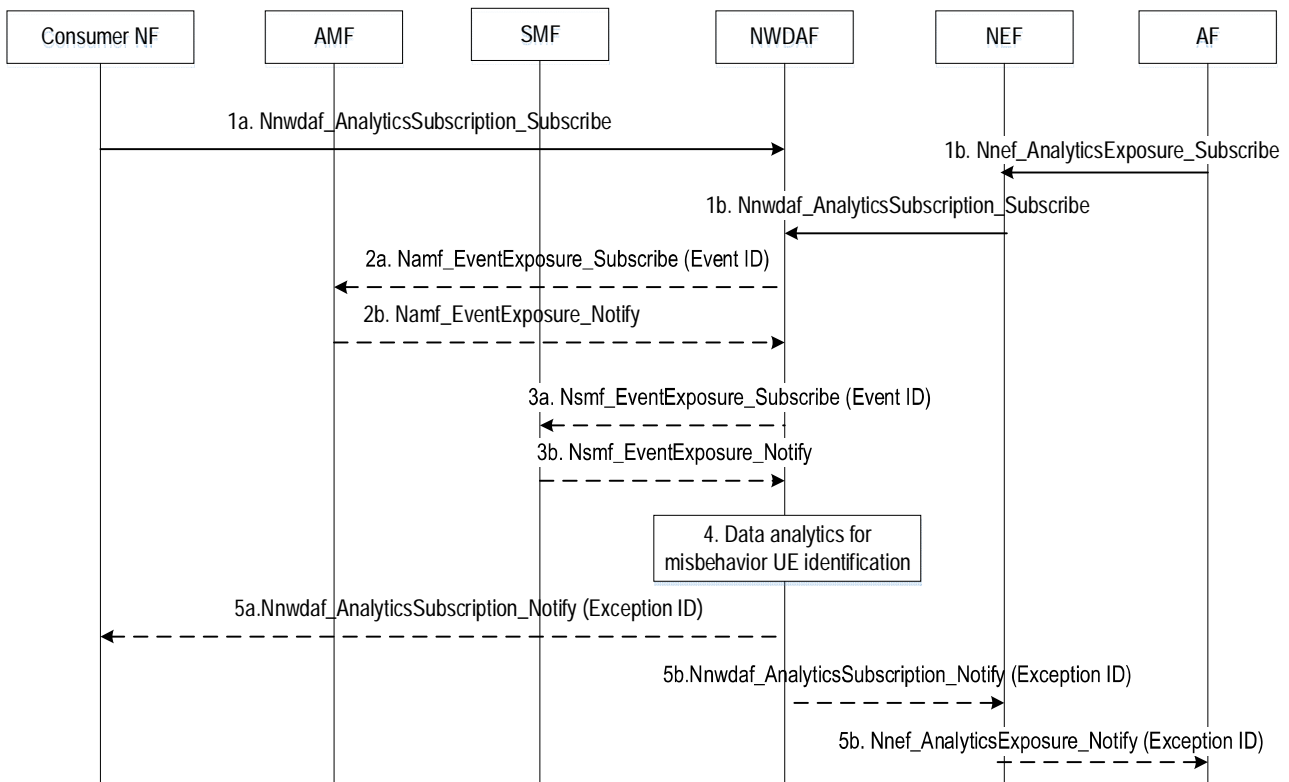 Consumer NF
AMF
SMF
NWDAF
NEF
AF
1a. Nnwdaf_AnalyticsSubscription_Subscribe
1b. Nnef_AnalyticsExposure_Subscribe
1b. Nnwdaf_AnalyticsSubscription_Subscribe
2a. Namf_EventExposure_Subscribe (Event ID)
2b. Namf_EventExposure_Notify
3a. Nsmf_EventExposure_Subscribe (Event ID)
3b. Nsmf_EventExposure_Notify
4. Data analytics for
misbehavior UE identification
5a.Nnwdaf_AnalyticsSubscription_Notify (Exception ID)
5b.Nnwdaf_AnalyticsSubscription_Notify (Exception ID)
5b. Nnef_AnalyticsExposure_Notify (Exception ID)